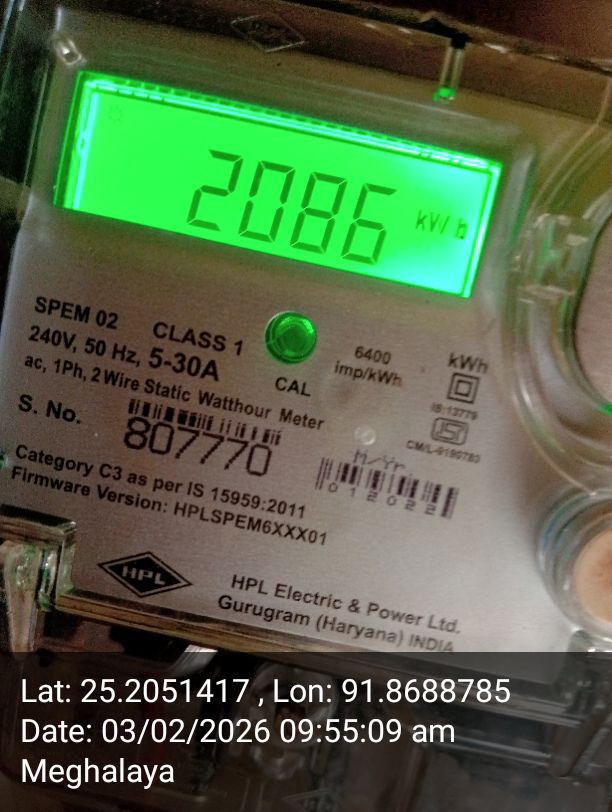 2086 kW h
SPEM 02 CLASS 1
240V, 50 Hz, 5-30A
ac, 1Ph, 2 Wire Static Watthour Meter
CAL
6400
imp/kWh
kWh
IS:13779
CM/L-9190783
S. No.
807770
M/Yr
012022
Category C3 as per IS 15959:2011
Firmware Version: HPLSPEM6XXX01
HPL
HPL Electric & Power Ltd.
Gurugram (Haryana) INDIA
Lat: 25.2051417 , Lon: 91.8688785
Date: 03/02/2026 09:55:09 am
Meghalaya